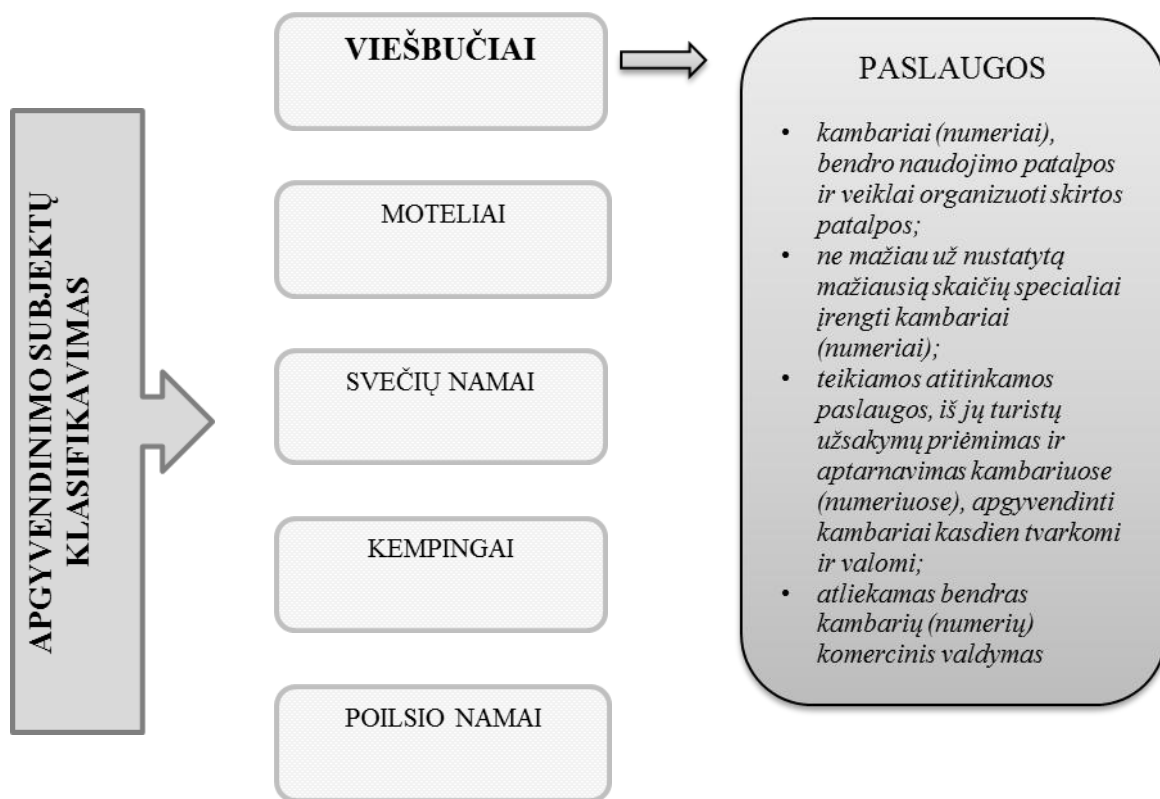 APGYVENDINIMO SUBJEKTŲ
KLASIFIKAVIMAS
VIEŠBUČIAI
MOTELIAI
SVEČIŲ NAMAI
KEMPINGAI
POILSIO NAMAI
PASLAUGOS
• kambariai (numeriai),
bendro naudojimo patalpos
ir veiklai organizuoti skirtos
patalpos;
• ne mažiau už nustatytą
mažiausią skaičių specialiai
įrengti kambariai
(numeriai);
• teikiamos atitinkamos
paslaugos, iš jų turistų
užsakymų priėmimas ir
aptarnavimas kambariuose
(numeriuose), apgyvendinti
kambariai kasdien tvarkomi
ir valomi;
• atliekamas bendras
kambarių (numerių)
komercinis valdymas